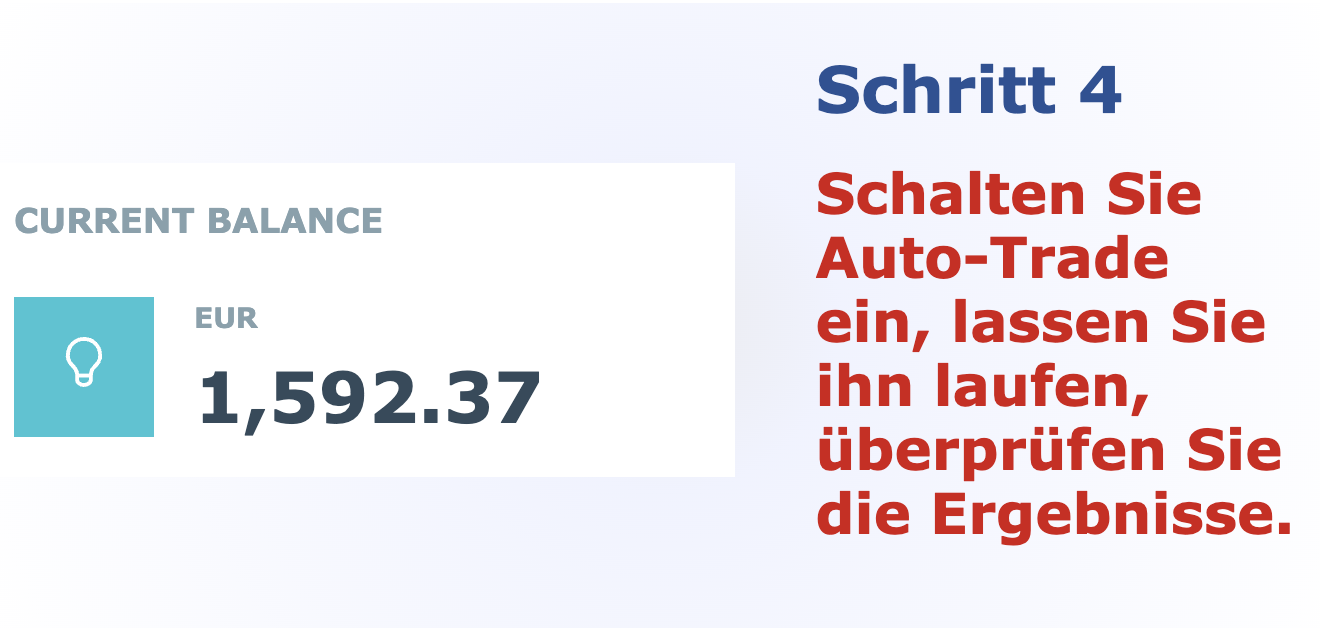 CURRENT BALANCE
EUR
1,592.37
Schritt 4
Schalten Sie
Auto-Trade
ein, lassen Sie
ihn laufen,
überprüfen Sie
die Ergebnisse.